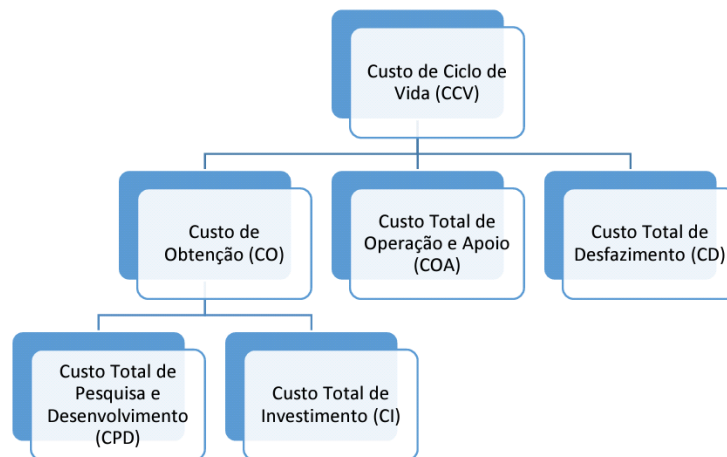 Custo de Ciclo de
Vida (CCV)
Custo de
Obtenção (CO)
Custo Total de
Operação e Apoio
(COA)
Custo Total de
Desfazimento (CD)
Custo Total de
Pesquisa e
Desenvolvimento
(CPD)
Custo Total de
Investimento (CI)